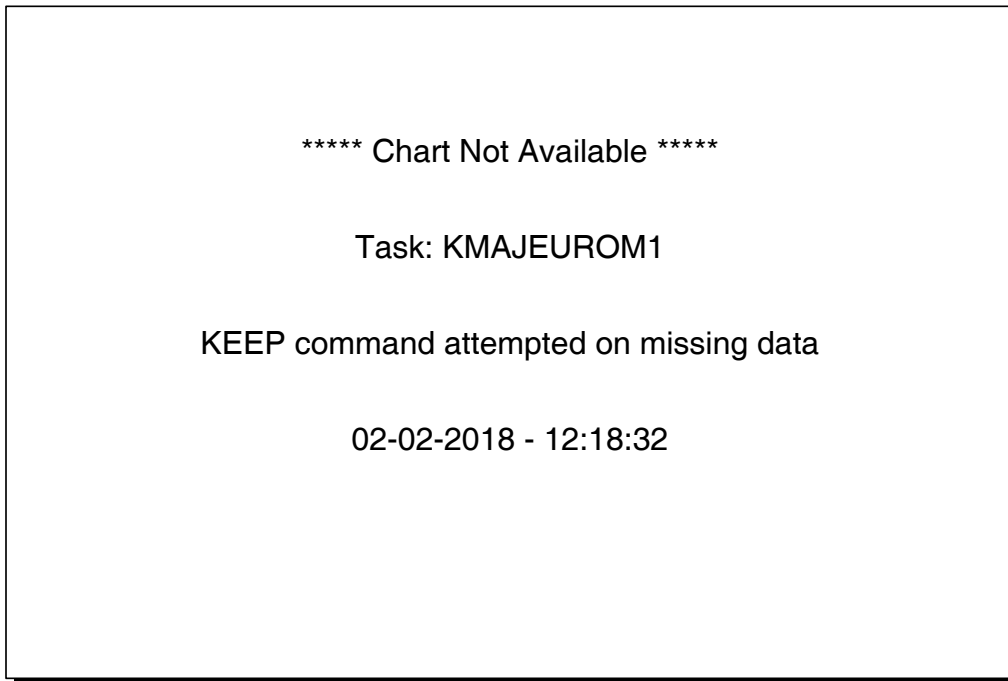 ***** Chart Not Available *****
Task: KMAJEUROM1
KEEP command attempted on missing data
02-02-2018 - 12:18:32